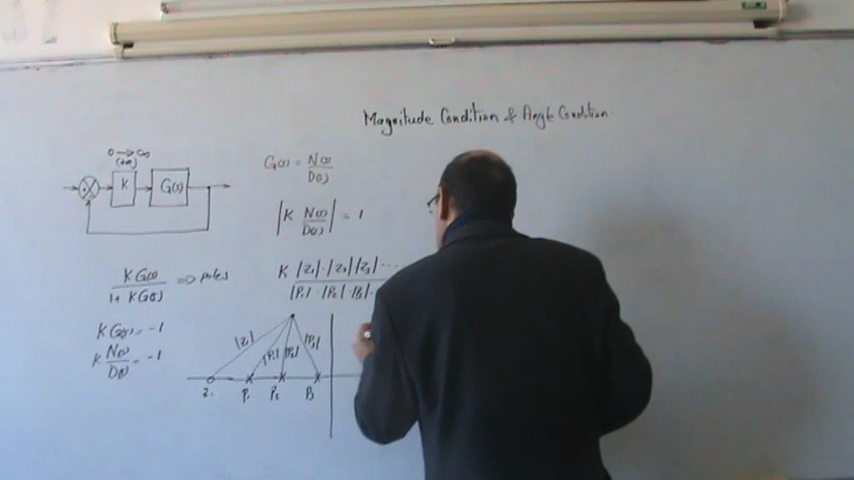 Magnitude Condition & Angle Condition
0 → ∞
(+ve)
K G(s)
G(s) = N(s)/D(s)
|K N(s)/D(s)| = 1
K G(s)/1 + K G(s) ⇒ poles
K |Z₁|·|Z₂||Z₃| ..../|P₁|·|P₂|·|P₃|·
K G(s) = -1
K N(s)/D(s) = -1
|Z₁| |P₁| |P₂| |P₃|
Z₁ P₁ P₂ P₃